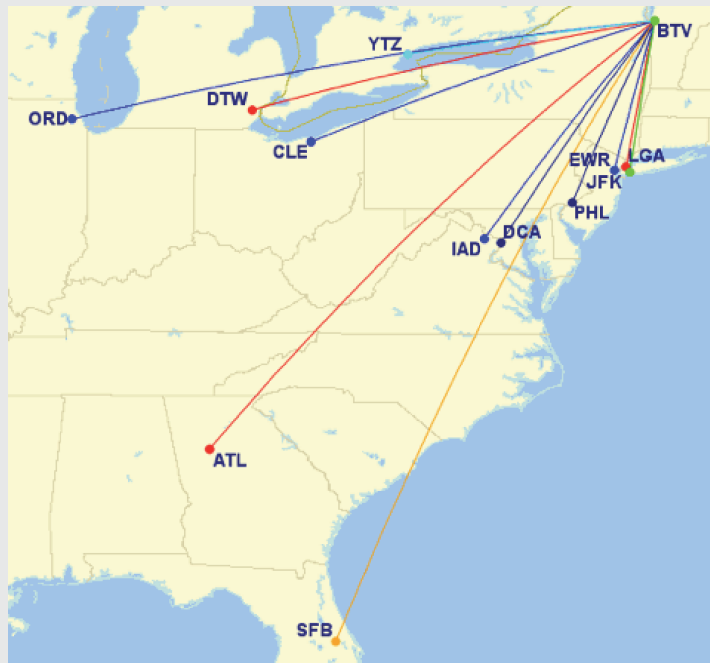 BTV
YTZ
DTW
ORD
CLE
EWR
LGA
JFK
PHL
DCA
IAD
ATL
SFB